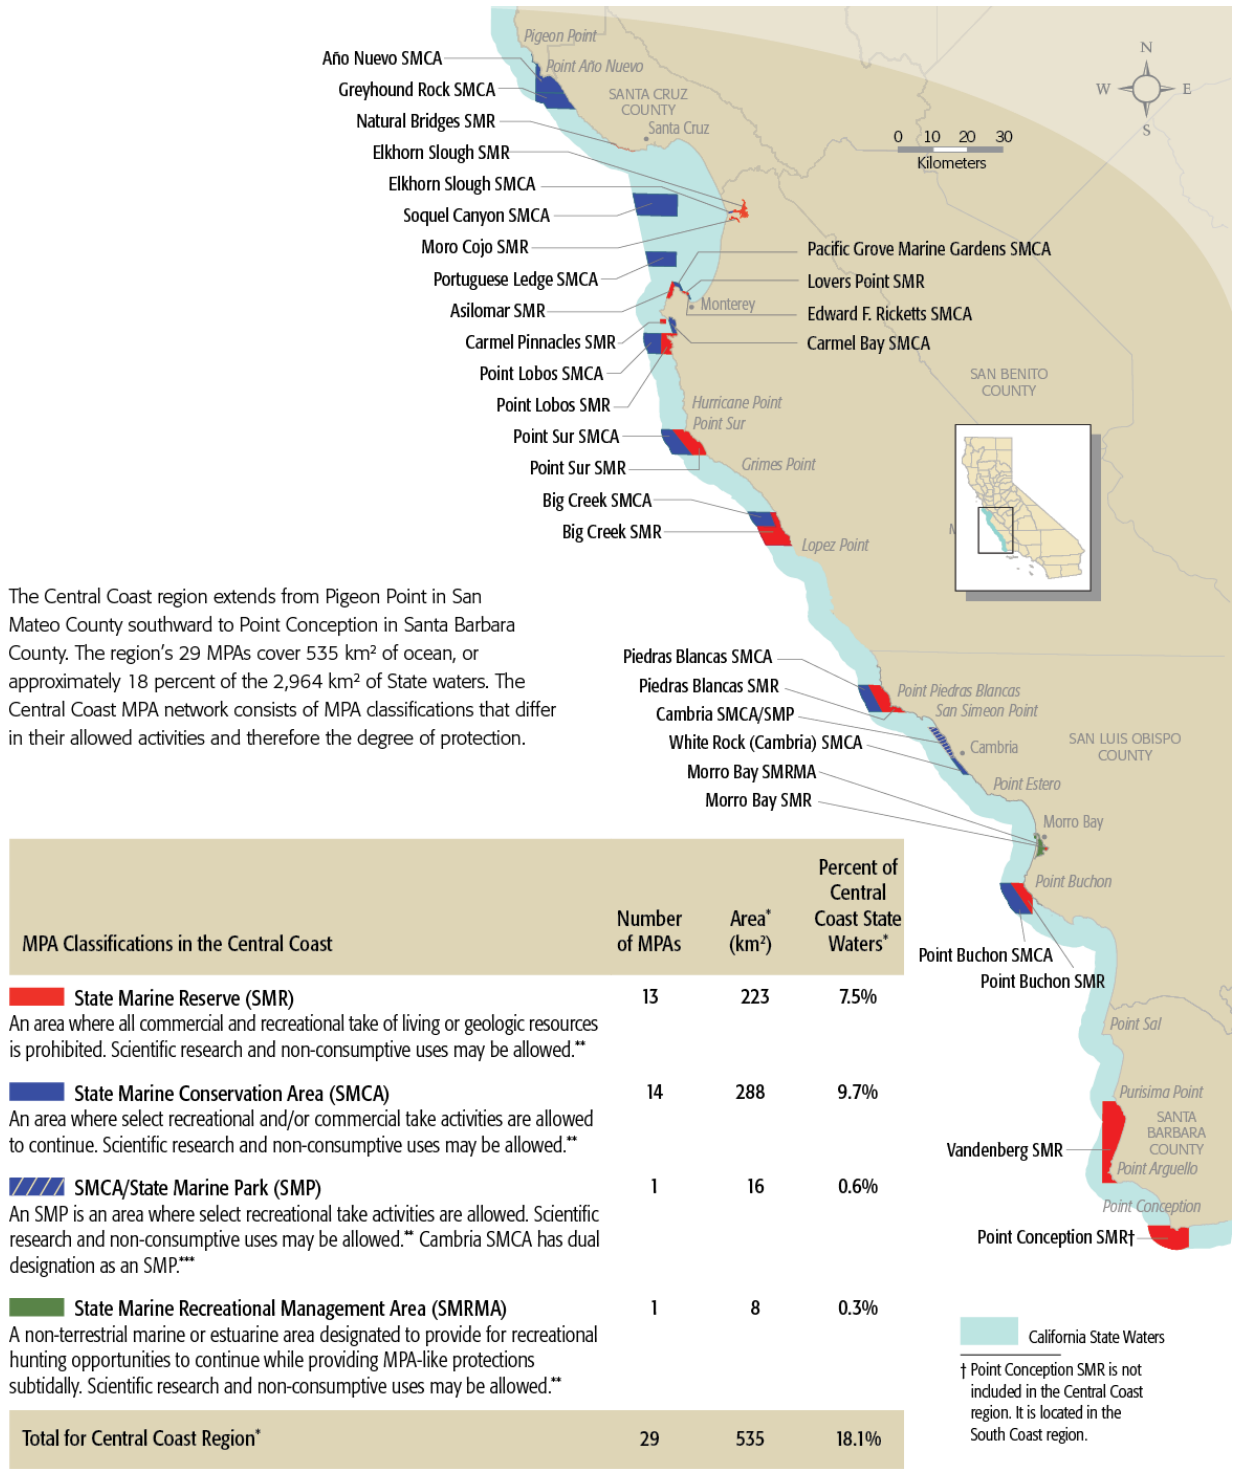 Pigeon Point
Año Nuevo SMCA
Point Año Nuevo
Greyhound Rock SMCA
SANTA CRUZ
COUNTY
Natural Bridges SMR
Santa Cruz
Elkhorn Slough SMR
Elkhorn Slough SMCA
Soquel Canyon SMCA
Moro Cojo SMR
Portuguese Ledge SMCA
Asilomar SMR
Carmel Pinnacles SMR
Point Lobos SMCA
Point Lobos SMR
Point Sur SMCA
Point Sur SMR
Big Creek SMCA
Big Creek SMR
N
W E
S
0 10 20 30
Kilometers
Pacific Grove Marine Gardens SMCA
Lovers Point SMR
Monterey
Edward F. Ricketts SMCA
Carmel Bay SMCA
SAN BENITO
COUNTY
Hurricane Point
Point Sur
Grimes Point
Lopez Point
The Central Coast region extends from Pigeon Point in San
Mateo County southward to Point Conception in Santa Barbara
County. The region's 29 MPAs cover 535 km² of ocean, or
approximately 18 percent of the 2,964 km² of State waters. The
Central Coast MPA network consists of MPA classifications that differ
in their allowed activities and therefore the degree of protection.
Piedras Blancas SMCA
Piedras Blancas SMR
Cambria SMCA/SMP
White Rock (Cambria) SMCA
Morro Bay SMRMA
Morro Bay SMR
Point Piedras Blancas
San Simeon Point
Cambria
SAN LUIS OBISPO
COUNTY
Point Estero
Morro Bay
Point Buchon
Point Buchon SMCA
Point Buchon SMR
Point Sal
Purisima Point
SANTA
BARBARA
COUNTY
Vandenberg SMR
Point Arguello
Point Conception
Point Conception SMR†
MPA Classifications in the Central Coast
Number
of MPAs
Area*
(km²)
Percent of
Central
Coast State
Waters*
State Marine Reserve (SMR) 13 223 7.5%
An area where all commercial and recreational take of living or geologic resources
is prohibited. Scientific research and non-consumptive uses may be allowed.**
State Marine Conservation Area (SMCA) 14 288 9.7%
An area where select recreational and/or commercial take activities are allowed
to continue. Scientific research and non-consumptive uses may be allowed.**
SMCA/State Marine Park (SMP) 1 16 0.6%
An SMP is an area where select recreational take activities are allowed. Scientific
research and non-consumptive uses may be allowed.** Cambria SMCA has dual
designation as an SMP.***
State Marine Recreational Management Area (SMRMA) 1 8 0.3%
A non-terrestrial marine or estuarine area designated to provide for recreational
hunting opportunities to continue while providing MPA-like protections
subtidally. Scientific research and non-consumptive uses may be allowed.**
Total for Central Coast Region* 29 535 18.1%
California State Waters
† Point Conception SMR is not
included in the Central Coast
region. It is located in the
South Coast region.